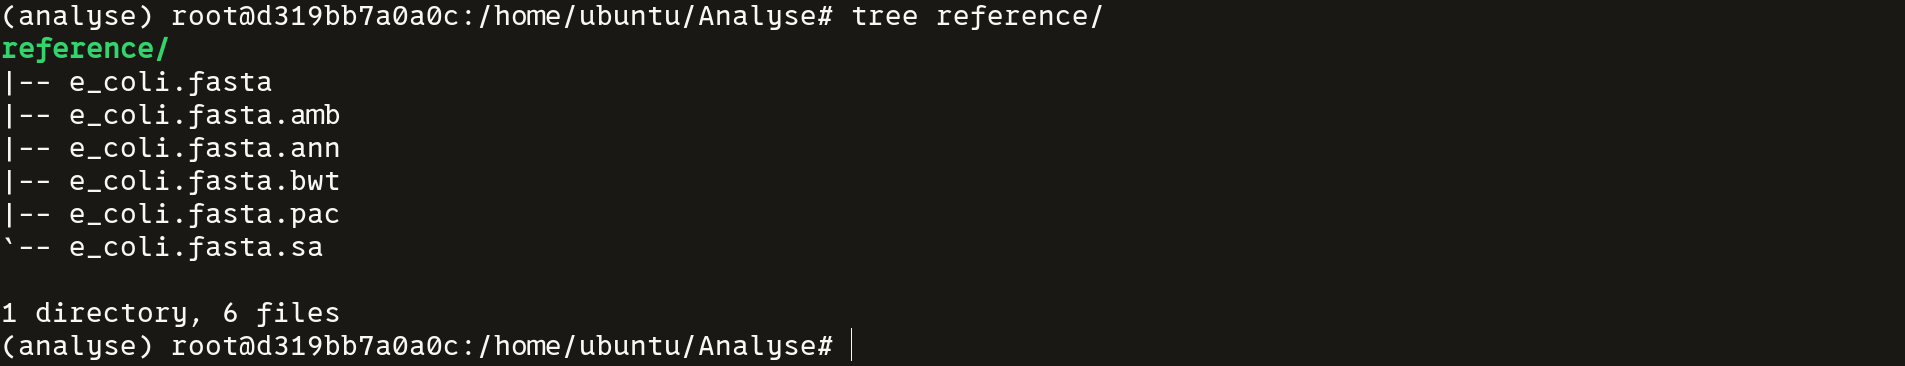 (analyse) root@d319bb7a0a0c:/home/ubuntu/Analyse# tree reference/
reference/
|-- e_coli.fasta
|-- e_coli.fasta.amb
|-- e_coli.fasta.ann
|-- e_coli.fasta.bwt
|-- e_coli.fasta.pac
`-- e_coli.fasta.sa
1 directory, 6 files
(analyse) root@d319bb7a0a0c:/home/ubuntu/Analyse#